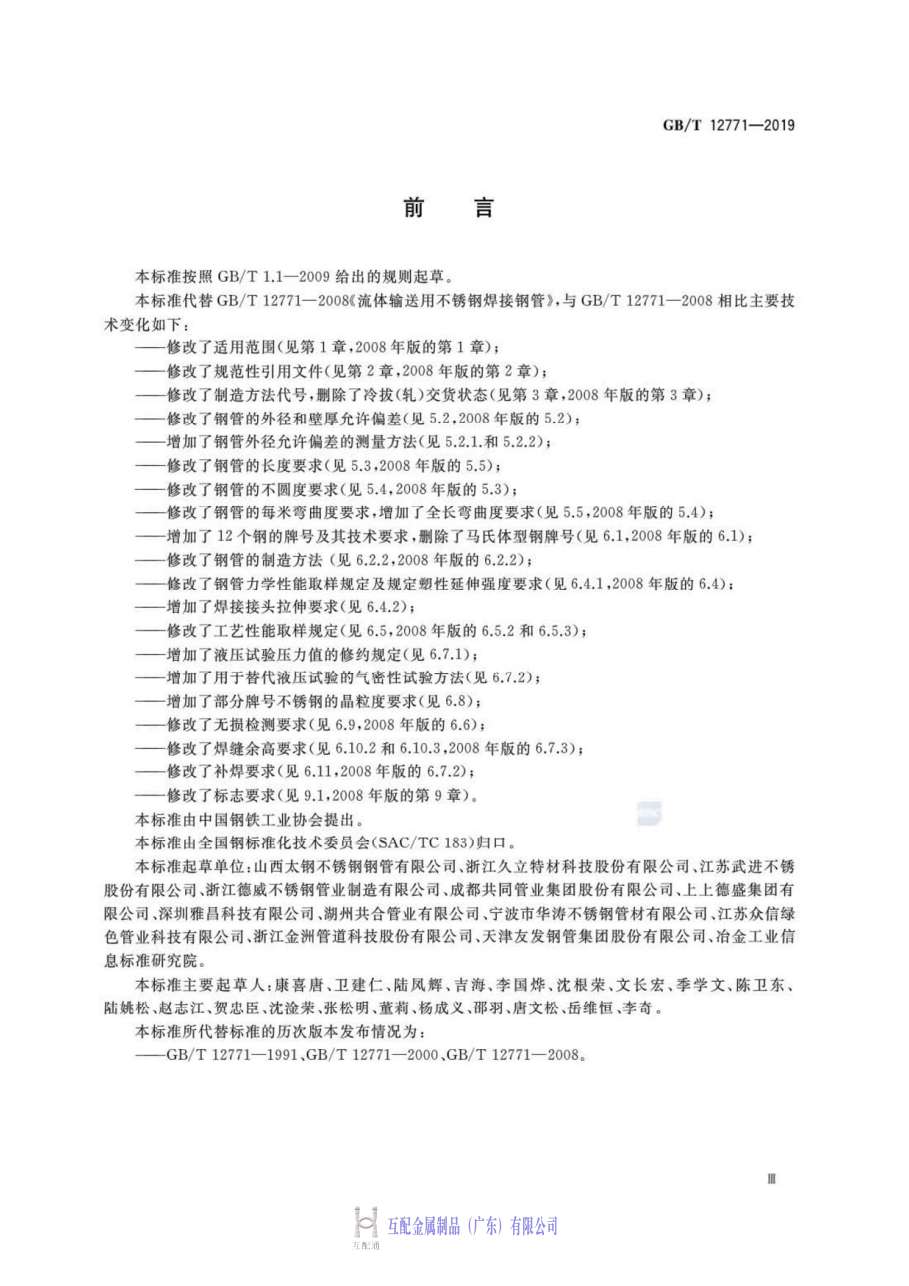 GB/T 12771—2019
前 言
本标准按照 GB/T 1.1—2009 给出的规则起草。
本标准代替 GB/T 12771—2008《流体输送用不锈钢焊接钢管》,与 GB/T 12771—2008 相比主要技
术变化如下:
——修改了适用范围(见第 1 章,2008 年版的第 1 章);
——修改了规范性引用文件(见第 2 章,2008 年版的第 2 章);
——修改了制造方法代号,删除了冷拔(轧)交货状态(见第 3 章,2008 年版的第 3 章);
——修改了钢管的外径和壁厚允许偏差(见 5.2,2008 年版的 5.2);
——增加了钢管外径允许偏差的测量方法(见 5.2.1.和 5.2.2);
——修改了钢管的长度要求(见 5.3,2008 年版的 5.5);
——修改了钢管的不圆度要求(见 5.4,2008 年版的 5.3);
——修改了钢管的每米弯曲度要求,增加了全长弯曲度要求(见 5.5,2008 年版的 5.4);
——增加了 12 个钢的牌号及其技术要求,删除了马氏体型钢牌号(见 6.1,2008 年版的 6.1);
——修改了钢管的制造方法 (见 6.2.2,2008 年版的 6.2.2);
——修改了钢管力学性能取样规定及规定塑性延伸强度要求(见 6.4.1,2008 年版的 6.4);
——增加了焊接接头拉伸要求(见 6.4.2);
——修改了工艺性能取样规定(见 6.5,2008 年版的 6.5.2 和 6.5.3);
——增加了液压试验压力值的修约规定(见 6.7.1);
——增加了用于替代液压试验的气密性试验方法(见 6.7.2);
——增加了部分牌号不锈钢的晶粒度要求(见 6.8);
——修改了无损检测要求(见 6.9,2008 年版的 6.6);
——修改了焊缝余高要求(见 6.10.2 和 6.10.3,2008 年版的 6.7.3);
——修改了补焊要求(见 6.11,2008 年版的 6.7.2);
——修改了标志要求(见 9.1,2008 年版的第 9 章)。
本标准由中国钢铁工业协会提出。
本标准由全国钢标准化技术委员会(SAC/TC 183)归口。
本标准起草单位:山西太钢不锈钢钢管有限公司、浙江久立特材科技股份有限公司、江苏武进不锈
股份有限公司、浙江德威不锈钢管业制造有限公司、成都共同管业集团股份有限公司、上上德盛集团有
限公司、深圳雅昌科技有限公司、湖州共合管业有限公司、宁波市华涛不锈钢管材有限公司、江苏众信绿
色管业科技有限公司、浙江金洲管道科技股份有限公司、天津友发钢管集团股份有限公司、冶金工业信
息标准研究院。
本标准主要起草人:康喜唐、卫建仁、陆凤辉、吉海、李国烨、沈根荣、文长宏、季学文、陈卫东、
陆姚松、赵志江、贺忠臣、沈淦荣、张松明、董莉、杨成义、邵羽、唐文松、岳维恒、李奇。
本标准所代替标准的历次版本发布情况为:
——GB/T 12771—1991、GB/T 12771—2000、GB/T 12771—2008。
Ⅲ
互配金属制品(广东)有限公司
互配通